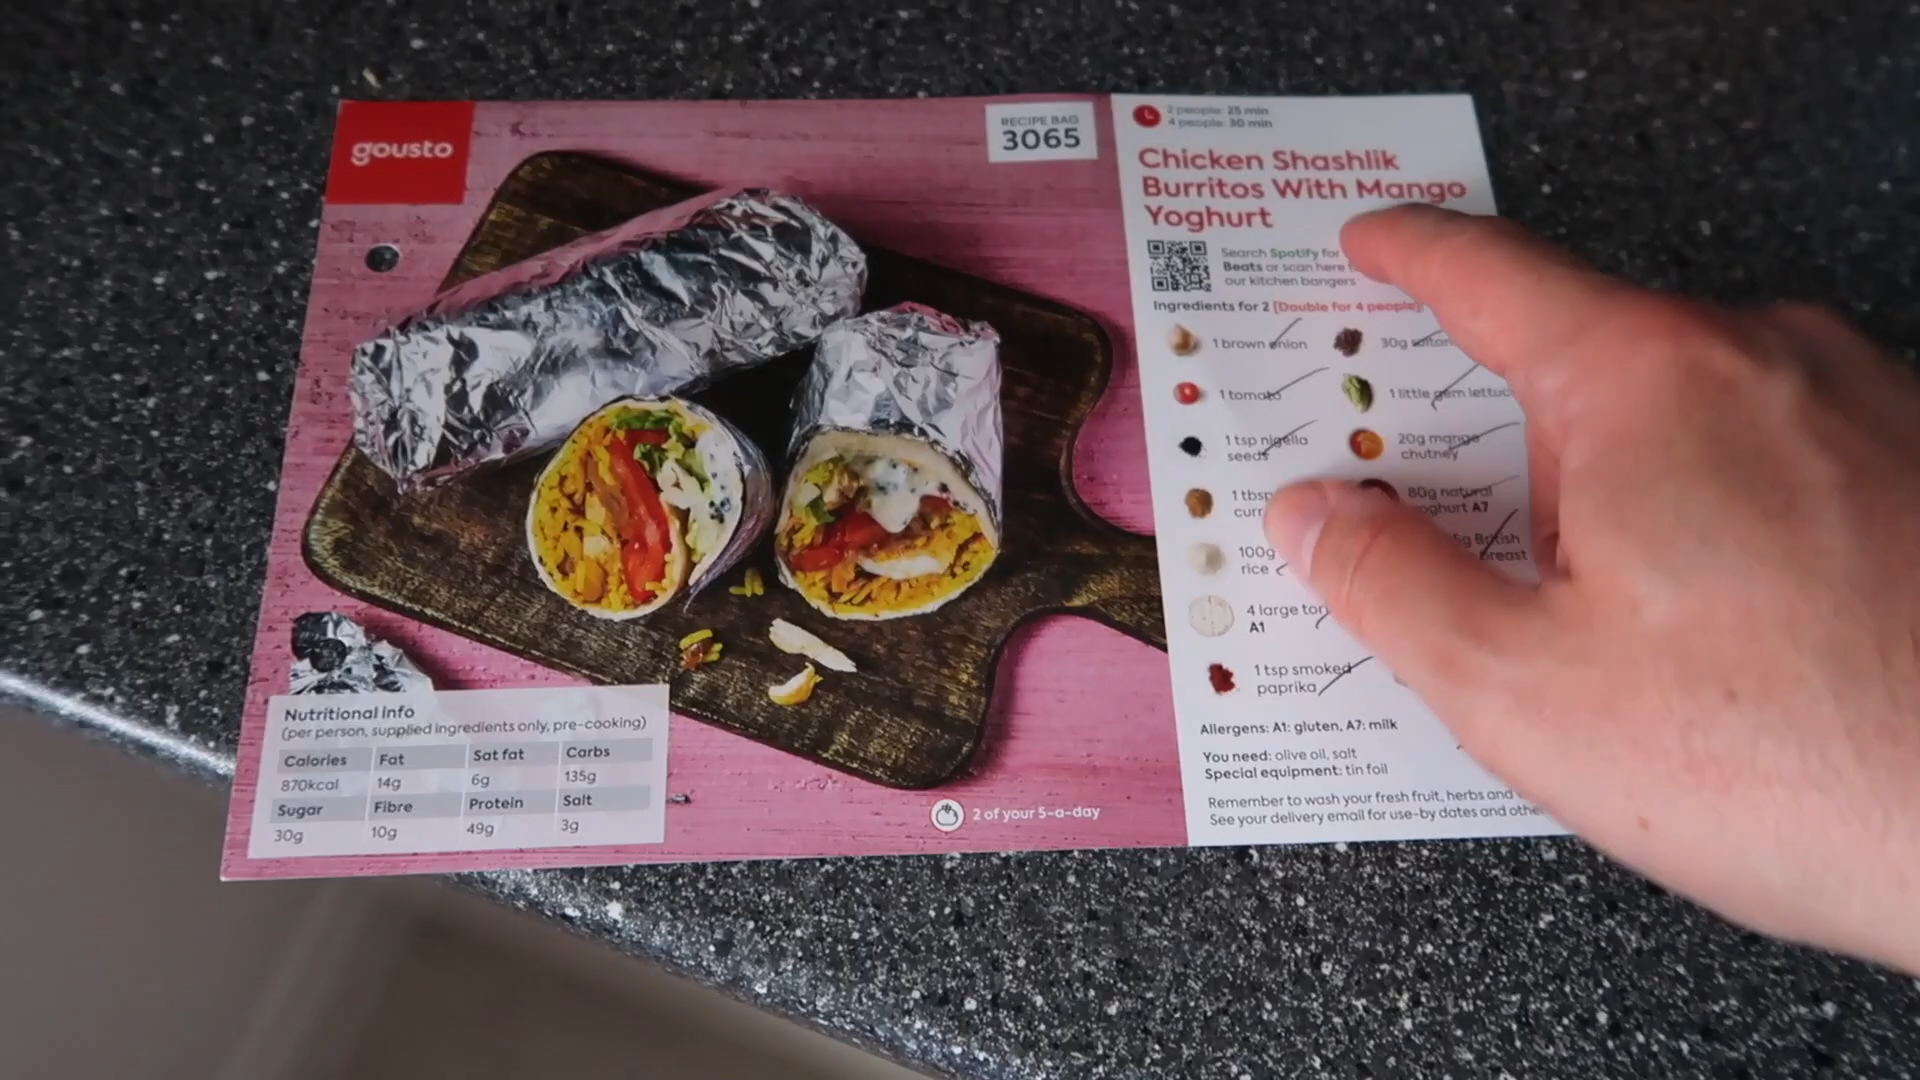 gousto
RECIPE BAG
3065
2 people: 25 min
4 people: 30 min
Chicken Shashlik
Burritos With Mango
Yoghurt
Search Spotify for
Beats or scan here
our kitchen bangers
Ingredients for 2 [Double for 4 people]
1 brown onion
30g
1 tomato
1 little gem
1 tsp nigella
seeds
20g mango
chutney
1 tbsp
80g natural
A7
100g
rice
British
4 large
A1
1 tsp smoked
paprika
Allergens: A1: gluten, A7: milk
You need: olive oil, salt
Special equipment: tin foil
Remember to wash your fresh fruit, herbs and
See your delivery email for use-by dates and
Nutritional info
(per person, supplied ingredients only, pre-cooking)
Calories Fat Sat fat Carbs
870kcal 14g 6g 135g
Sugar Fibre Protein Salt
30g 10g 49g 3g
2 of your 5-a-day